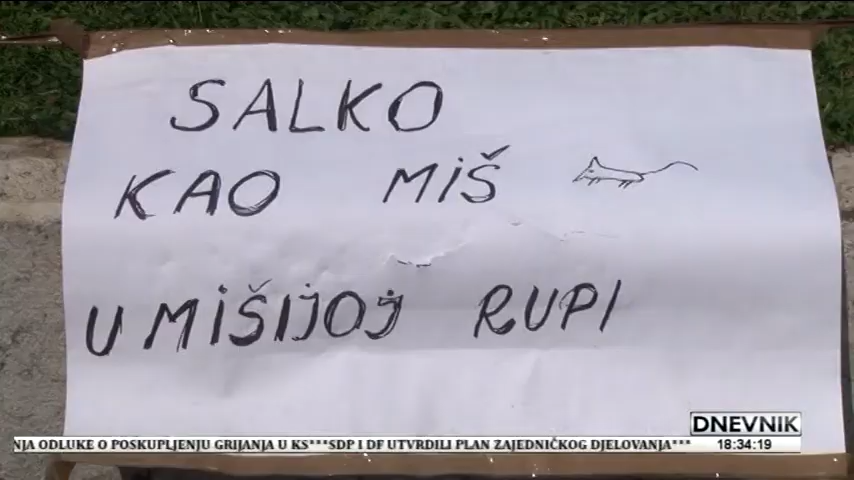 SALKO
KAO MIŠ
U MIŠIJOJ RUPI
DNEVNIK
NJA ODLUKE O POSKUPLJENJU GRIJANJA U KS***SDP I DF UTVRDILI PLAN ZAJEDNIČKOG DJELOVANJA***
18:34:19